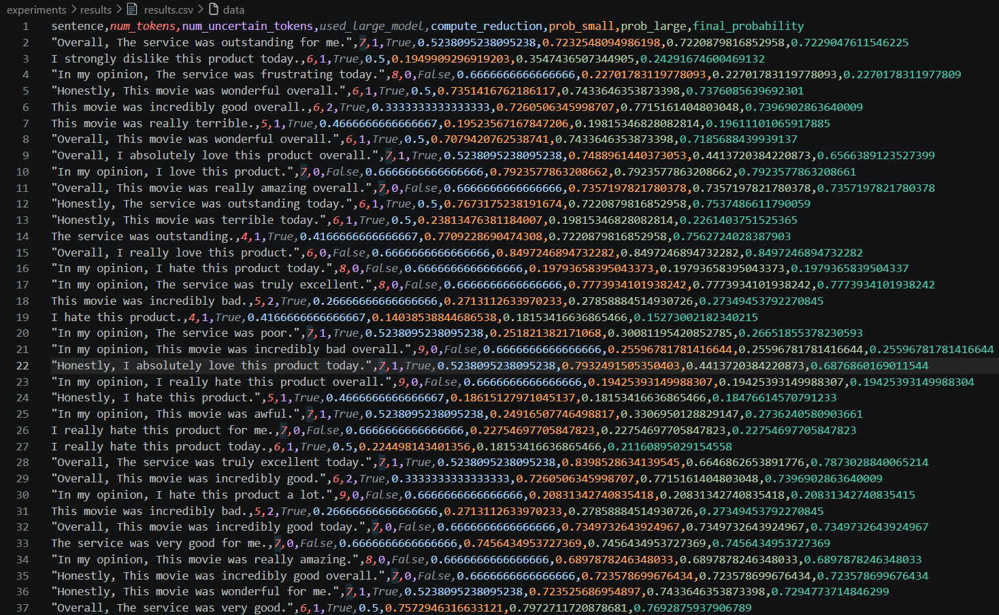 experiments > results > results.csv > data
1 sentence,num_tokens,num_uncertain_tokens,used_large_model,compute_reduction,prob_small,prob_large,final_probability
2 "Overall, The service was outstanding for me.",7,1,True,0.5238095238095238,0.7232548094986198,0.7220879816852958,0.7229047611546225
3 I strongly dislike this product today.,6,1,True,0.5,0.1949909296919203,0.3547436507344905,0.24291674600469132
4 "In my opinion, The service was frustrating today.",8,0,False,0.6666666666666666,0.22701783119778093,0.22701783119778093,0.2270178311977809
5 "Honestly, This movie was wonderful overall.",6,1,True,0.5,0.7351416762186117,0.7433646353873398,0.7376085639692301
6 This movie was incredibly good overall.,6,2,True,0.3333333333333333,0.7260506345998707,0.7715161404803048,0.7396902863640009
7 This movie was really terrible.,5,1,True,0.4666666666666667,0.19523567167847206,0.19815346828082814,0.19611101065917885
8 "Overall, This movie was wonderful overall.",6,1,True,0.5,0.7079420762538741,0.7433646353873398,0.7185688439939137
9 "Overall, I absolutely love this product overall.",7,1,True,0.5238095238095238,0.7488961440373053,0.4413720384220873,0.6566389123527399
10 "In my opinion, I love this product.",7,0,False,0.6666666666666666,0.7923577863208662,0.7923577863208662,0.7923577863208661
11 "Overall, This movie was really amazing overall.",7,0,False,0.6666666666666666,0.7357197821780378,0.7357197821780378,0.7357197821780378
12 "Honestly, The service was outstanding today.",6,1,True,0.5,0.7673175238191674,0.7220879816852958,0.7537486611790059
13 "Honestly, This movie was terrible today.",6,1,True,0.5,0.23813476381184007,0.19815346828082814,0.2261403751525365
14 The service was outstanding.,4,1,True,0.4166666666666667,0.7709228690474308,0.7220879816852958,0.7562724028387903
15 "Overall, I really love this product.",6,0,False,0.6666666666666666,0.8497246894732282,0.8497246894732282,0.8497246894732282
16 "In my opinion, I hate this product today.",8,0,False,0.6666666666666666,0.19793658395043373,0.19793658395043373,0.1979365839504337
17 "In my opinion, The service was truly excellent.",8,0,False,0.6666666666666666,0.7773934101938242,0.7773934101938242,0.7773934101938242
18 This movie was incredibly bad.,5,2,True,0.26666666666666666,0.2713112633970233,0.27858884514930726,0.27349453792270845
19 I hate this product.,4,1,True,0.4166666666666667,0.14038538844686538,0.18153416636865466,0.15273002182340215
20 "In my opinion, The service was poor.",7,1,True,0.5238095238095238,0.251821382171068,0.30081195420852785,0.26651855378230593
21 "In my opinion, This movie was incredibly bad overall.",9,0,False,0.6666666666666666,0.25596781781416644,0.25596781781416644,0.25596781781416644
22 "Honestly, I absolutely love this product today.",7,1,True,0.5238095238095238,0.7932491505350403,0.4413720384220873,0.6876860169011544
23 "In my opinion, I really hate this product overall.",9,0,False,0.6666666666666666,0.19425393149988307,0.19425393149988307,0.19425393149988304
24 "Honestly, I hate this product.",5,1,True,0.4666666666666667,0.18615127971045137,0.18153416636865466,0.18476614570791233
25 "In my opinion, This movie was awful.",7,1,True,0.5238095238095238,0.24916507746498817,0.3306950128829147,0.2736240580903661
26 I really hate this product for me.,7,0,False,0.6666666666666666,0.22754697705847823,0.22754697705847823,0.22754697705847823
27 I really hate this product today.,6,1,True,0.5,0.224498143401356,0.18153416636865466,0.21160895029154558
28 "Overall, The service was truly excellent today.",7,1,True,0.5238095238095238,0.8398528634139545,0.6646862653891776,0.7873028840065214
29 "Overall, This movie was incredibly good.",6,2,True,0.3333333333333333,0.7260506345998707,0.7715161404803048,0.7396902863640009
30 "In my opinion, I hate this product a lot.",9,0,False,0.6666666666666666,0.20831342740835418,0.20831342740835418,0.20831342740835415
31 This movie was incredibly bad.,5,2,True,0.26666666666666666,0.2713112633970233,0.27858884514930726,0.27349453792270845
32 "Overall, This movie was incredibly good today.",7,0,False,0.6666666666666666,0.7349732643924967,0.7349732643924967,0.7349732643924967
33 The service was very good for me.,7,0,False,0.6666666666666666,0.7456434953727369,0.7456434953727369,0.7456434953727369
34 "In my opinion, This movie was really amazing.",8,0,False,0.6666666666666666,0.6897878246348033,0.6897878246348033,0.6897878246348033
35 "Honestly, This movie was incredibly good overall.",7,0,False,0.6666666666666666,0.723578699676434,0.723578699676434,0.723578699676434
36 "Honestly, This movie was wonderful for me.",7,1,True,0.5238095238095238,0.723525686954897,0.7433646353873398,0.7294773714846299
37 "Overall, The service was very good.",6,1,True,0.5,0.7572946316633121,0.7972711720878681,0.7692875937906789